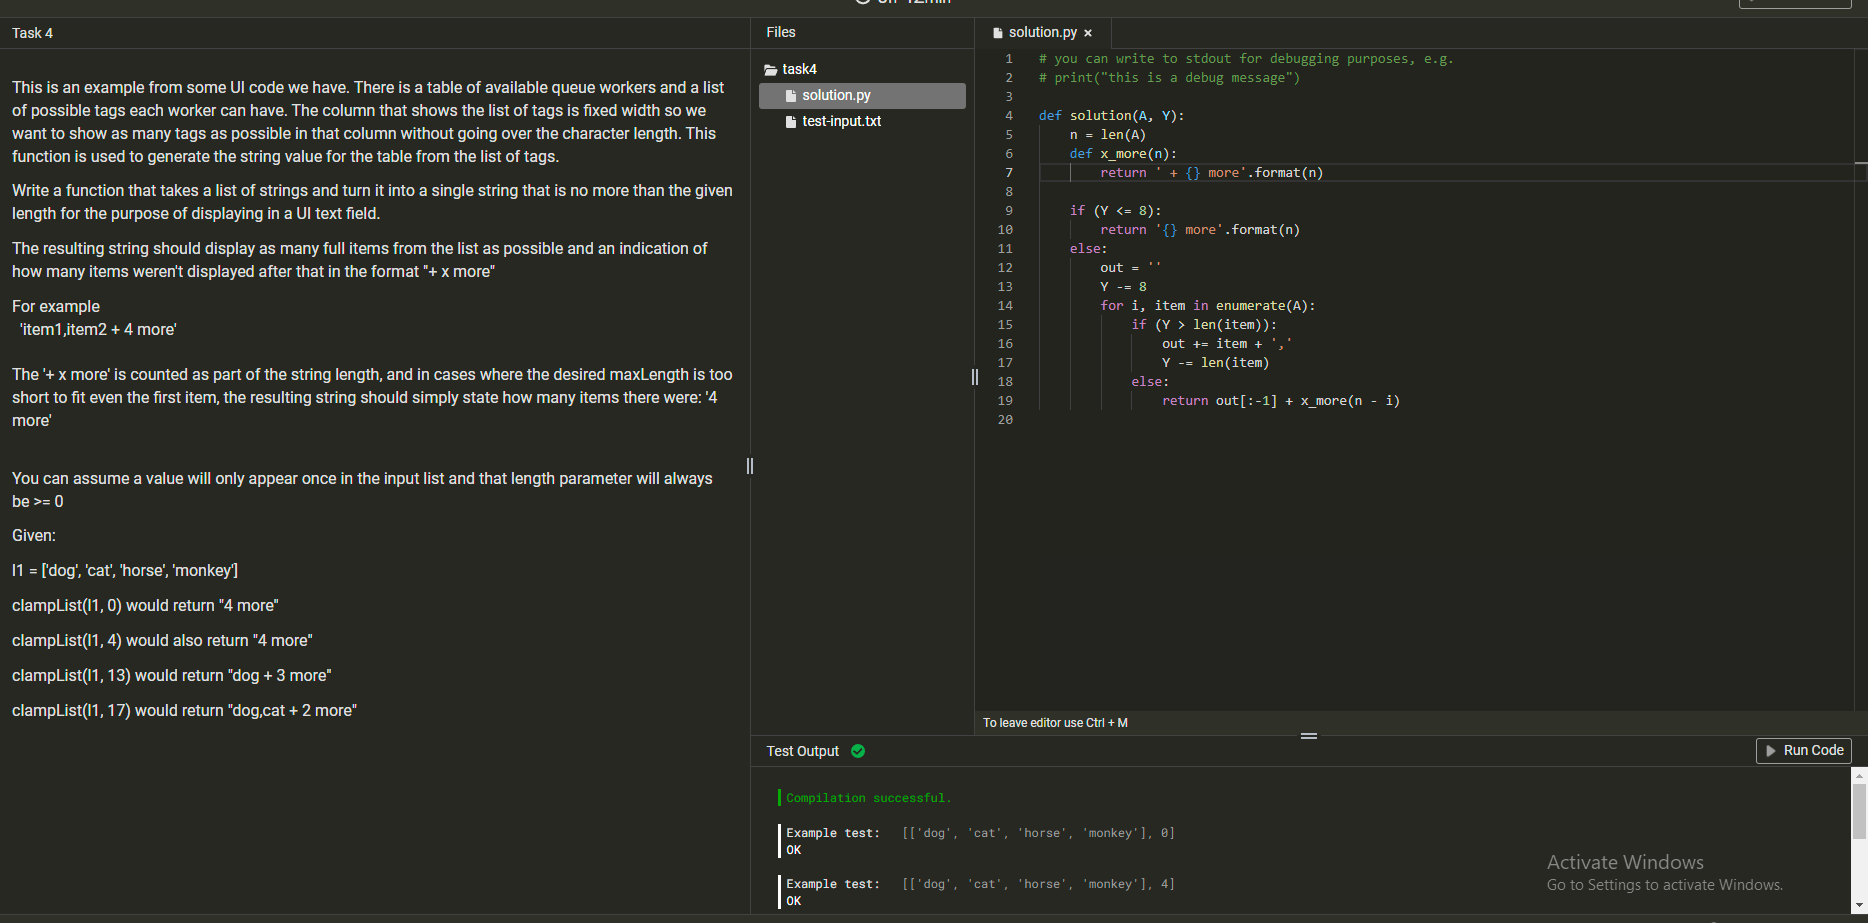 Task 4
This is an example from some UI code we have. There is a table of available queue workers and a list
of possible tags each worker can have. The column that shows the list of tags is fixed width so we
want to show as many tags as possible in that column without going over the character length. This
function is used to generate the string value for the table from the list of tags.
Write a function that takes a list of strings and turn it into a single string that is no more than the given
length for the purpose of displaying in a UI text field.
The resulting string should display as many full items from the list as possible and an indication of
how many items weren't displayed after that in the format "+ x more"
For example
'item1,item2 + 4 more'
The '+ x more' is counted as part of the string length, and in cases where the desired maxLength is too
short to fit even the first item, the resulting string should simply state how many items there were: '4
more'
You can assume a value will only appear once in the input list and that length parameter will always
be >= 0
Given:
l1 = ['dog', 'cat', 'horse', 'monkey']
clampList(l1, 0) would return "4 more"
clampList(l1, 4) would also return "4 more"
clampList(l1, 13) would return "dog + 3 more"
clampList(l1, 17) would return "dog,cat + 2 more"
Files
task4
solution.py
test-input.txt
solution.py ×
1 # you can write to stdout for debugging purposes, e.g.
2 # print("this is a debug message")
3
4 def solution(A, Y):
5     n = len(A)
6     def x_more(n):
7         return ' + {} more'.format(n)
8
9     if (Y <= 8):
10         return '{} more'.format(n)
11     else:
12         out = ''
13         Y -= 8
14         for i, item in enumerate(A):
15             if (Y > len(item)):
16                 out += item + ','
17                 Y -= len(item)
18             else:
19                 return out[:-1] + x_more(n - i)
20
To leave editor use Ctrl + M
Test Output
Run Code
Compilation successful.
Example test: [['dog', 'cat', 'horse', 'monkey'], 0]
OK
Example test: [['dog', 'cat', 'horse', 'monkey'], 4]
OK
Activate Windows
Go to Settings to activate Windows.